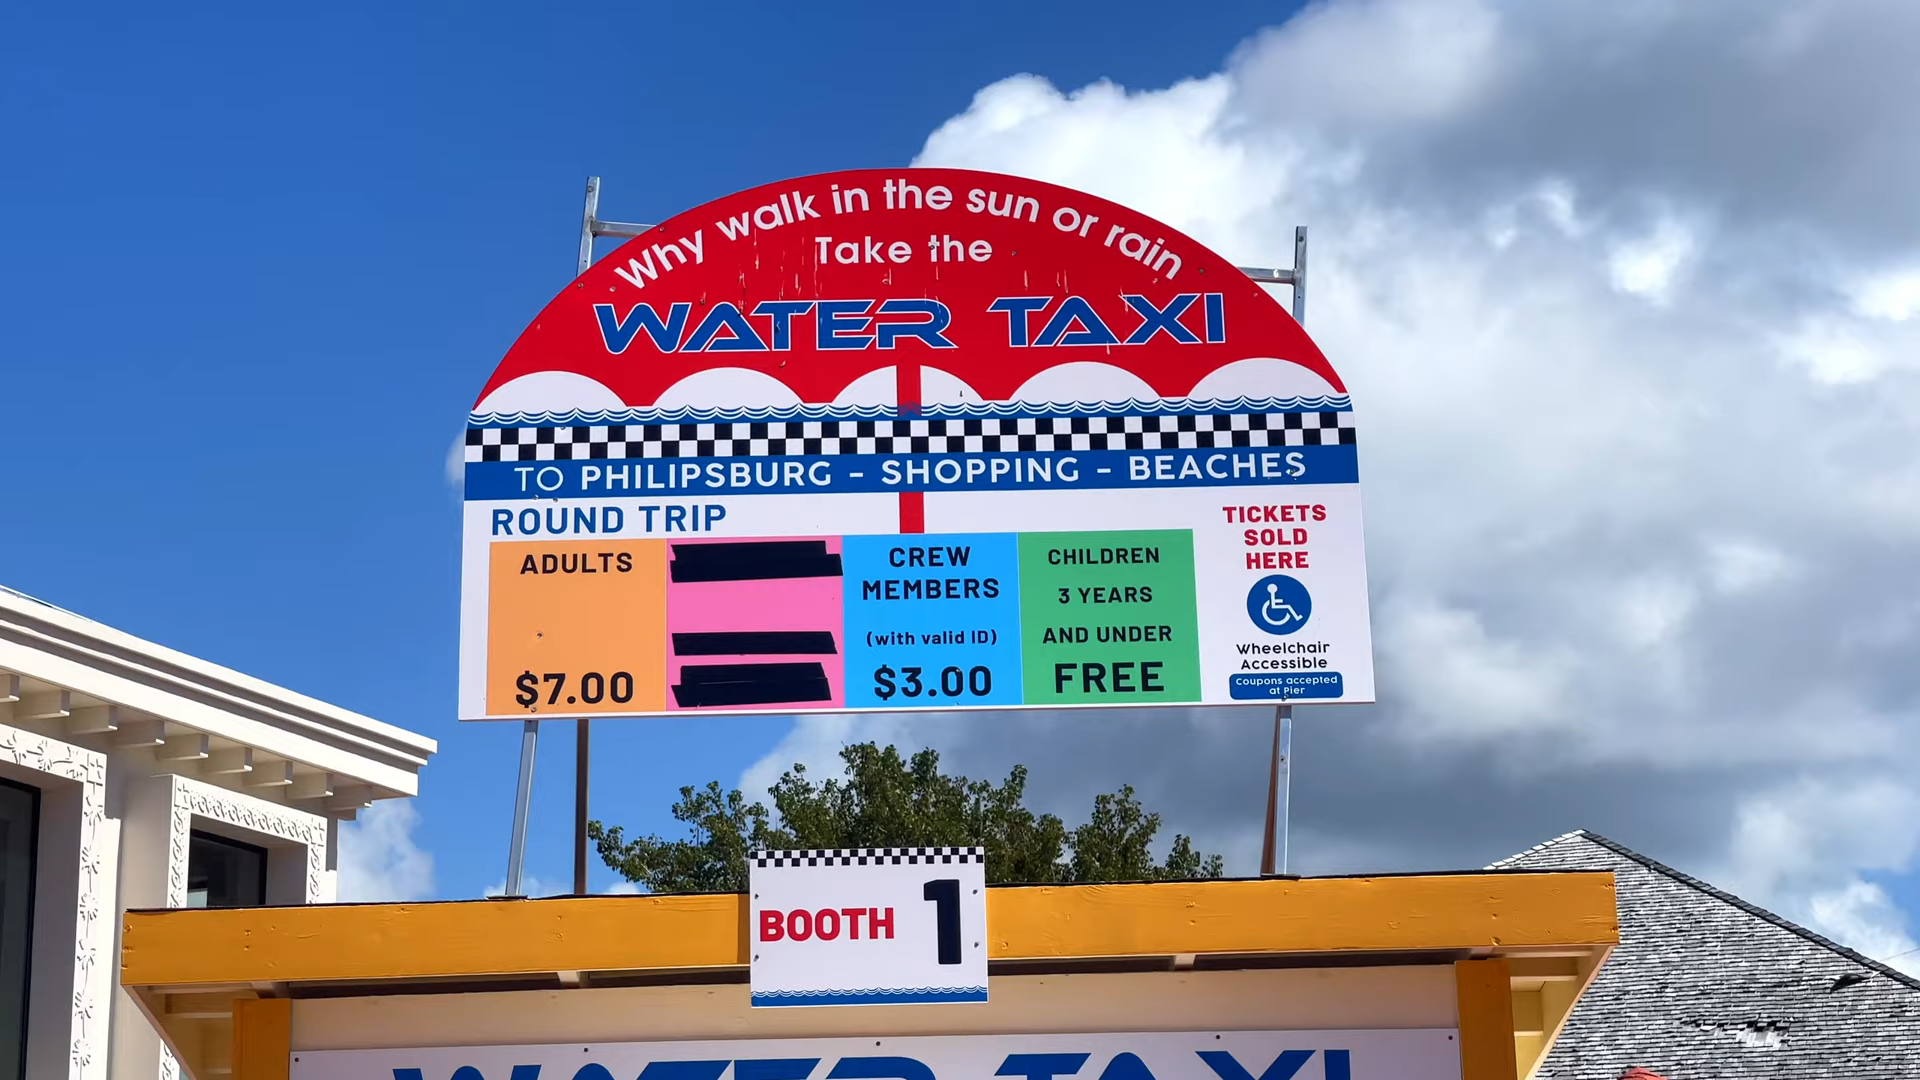 Why walk in the sun or rain
Take the
WATER TAXI
TO PHILIPSBURG - SHOPPING - BEACHES
ROUND TRIP
ADULTS
$7.00
CREW
MEMBERS
(with valid ID)
$3.00
CHILDREN
3 YEARS
AND UNDER
FREE
TICKETS
SOLD
HERE
Wheelchair
Accessible
Coupons accepted
at Pier
BOOTH 1
WATER TAXI